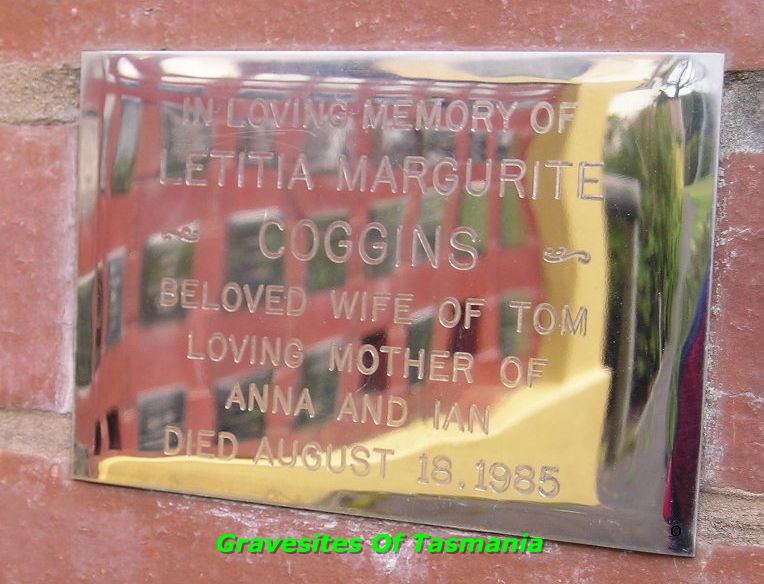 IN LOVING MEMORY OF
LETITIA MARGURITE
COGGINS
BELOVED WIFE OF TOM
LOVING MOTHER OF
ANNA AND IAN
DIED AUGUST 18.1985
Gravesites Of Tasmania